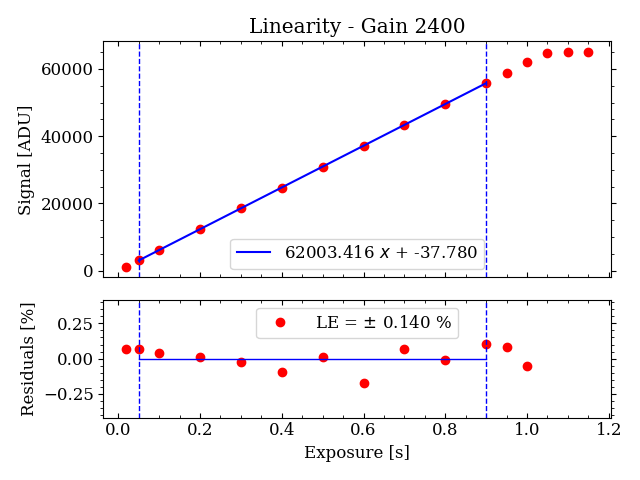 Linearity - Gain 2400
Signal [ADU]
60000
40000
20000
0
62003.416 x + -37.780
Residuals [%]
0.25
0.00
−0.25
LE = ± 0.140 %
0.0 0.2 0.4 0.6 0.8 1.0 1.2
Exposure [s]